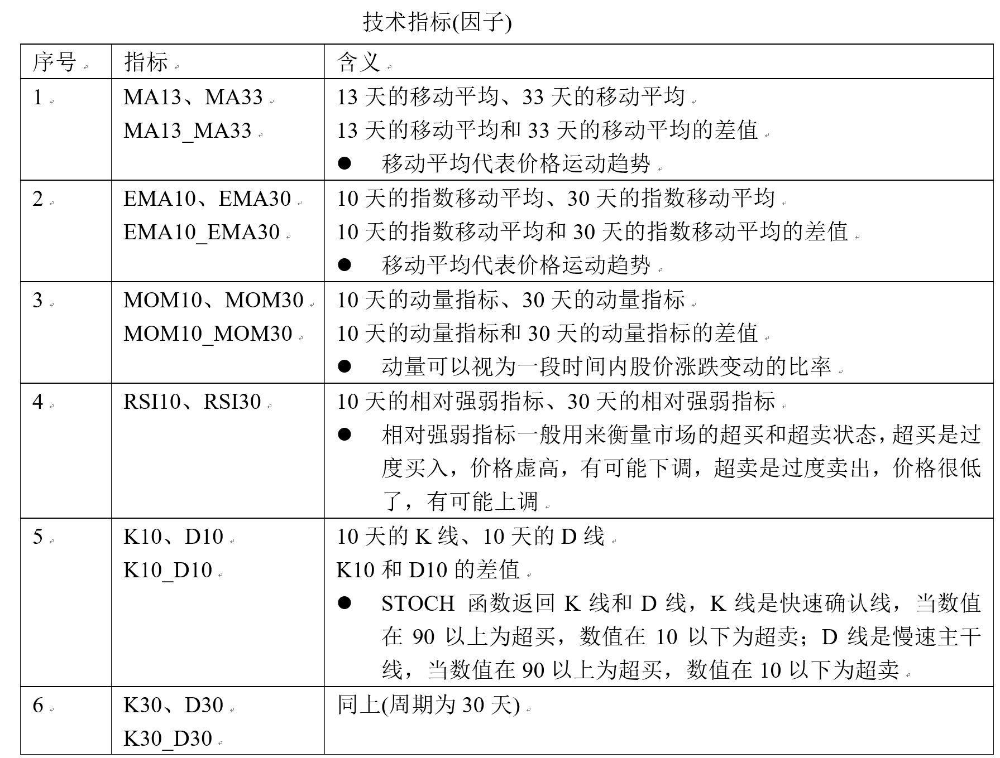 技术指标(因子)
序号 指标 含义
1 MA13、MA33 13 天的移动平均、33 天的移动平均
MA13_MA33 13 天的移动平均和 33 天的移动平均的差值
● 移动平均代表价格运动趋势
2 EMA10、EMA30 10 天的指数移动平均、30 天的指数移动平均
EMA10_EMA30 10 天的指数移动平均和 30 天的指数移动平均的差值
● 移动平均代表价格运动趋势
3 MOM10、MOM30 10 天的动量指标、30 天的动量指标
MOM10_MOM30 10 天的动量指标和 30 天的动量指标的差值
● 动量可以视为一段时间内股价涨跌变动的比率
4 RSI10、RSI30 10 天的相对强弱指标、30 天的相对强弱指标
● 相对强弱指标一般用来衡量市场的超买和超卖状态，超买是过
度买入，价格虚高，有可能下调，超卖是过度卖出，价格很低
了，有可能上调
5 K10、D10 10 天的 K 线、10 天的 D 线
K10_D10 K10 和 D10 的差值
● STOCH 函数返回 K 线和 D 线，K 线是快速确认线，当数值
在 90 以上为超买，数值在 10 以下为超卖；D 线是慢速主干
线，当数值在 90 以上为超买，数值在 10 以下为超卖
6 K30、D30 同上(周期为 30 天)
K30_D30